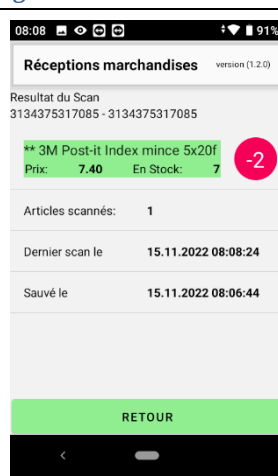 08:08 91%
Réceptions marchandises version (1.2.0)
Resultat du Scan
3134375317085 - 3134375317085
** 3M Post-it Index mince 5x20f
Prix: 7.40 En Stock: 7
-2
Articles scannés: 1
Dernier scan le 15.11.2022 08:08:24
Sauvé le 15.11.2022 08:06:44
RETOUR